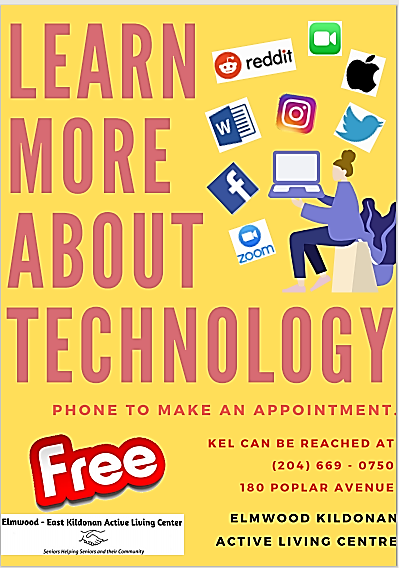 LEARN
MORE
ABOUT
TECHNOLOGY
reddit
W
f
zoom
PHONE TO MAKE AN APPOINTMENT.
Free
KEL CAN BE REACHED AT
(204) 669 - 0750
180 POPLAR AVENUE
ELMWOOD KILDONAN
ACTIVE LIVING CENTRE
Elmwood - East Kildonan Active Living Center
Seniors Helping Seniors and their Community